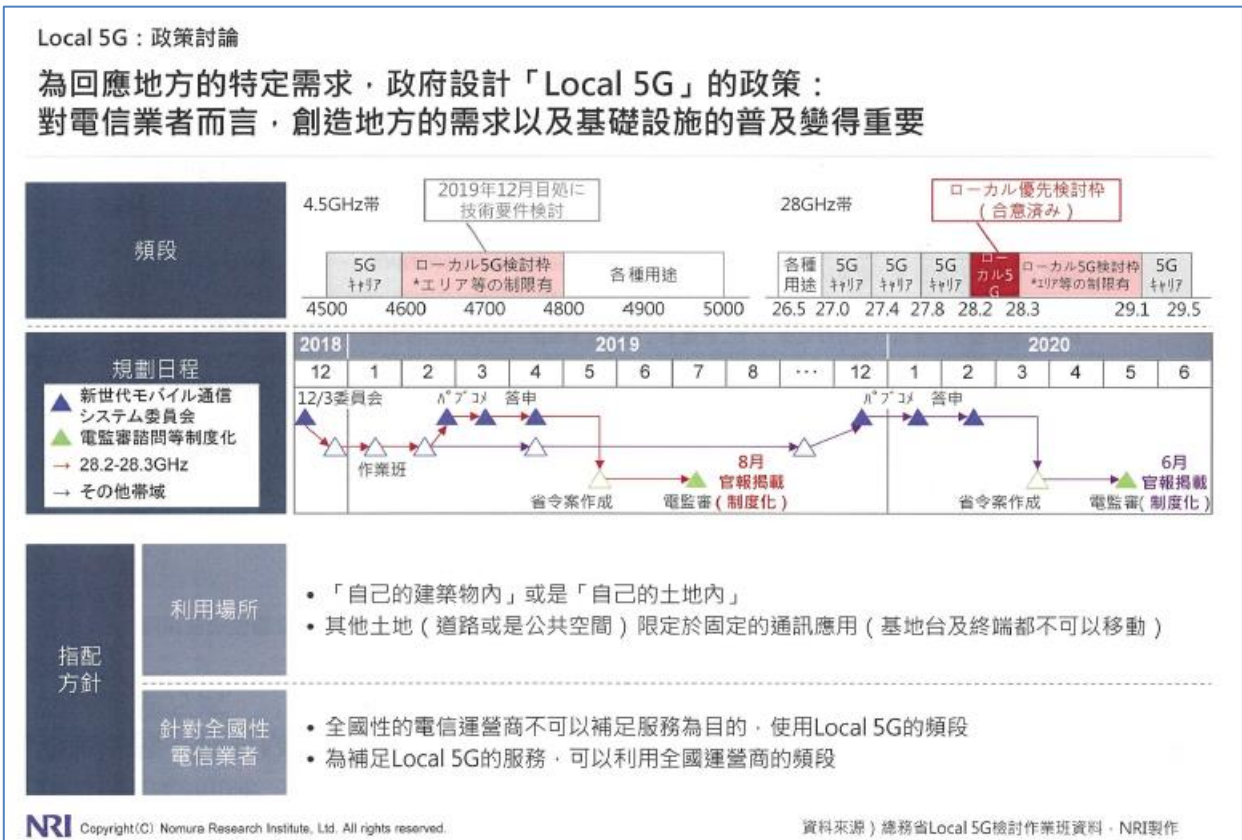 Local 5G：政策討論
為回應地方的特定需求，政府設計「Local 5G」的政策：
對電信業者而言，創造地方的需求以及基礎設施的普及變得重要
頻段
4.5GHz帯
2019年12月目処に
技術要件検討
5G
ｷｬﾘｱ
ローカル5G検討枠
*エリア等の制限有
各種用途
4500 4600 4700 4800 4900 5000
28GHz帯
ローカル優先検討枠
（合意済み）
各種
用途
5G
ｷｬﾘｱ
5G
ｷｬﾘｱ
5G
ｷｬﾘｱ
ロー
カル5
G
ローカル5G検討枠
*ｴﾘｱ等の制限有
5G
ｷｬﾘｱ
26.5 27.0 27.4 27.8 28.2 28.3 29.1 29.5
規劃日程
新世代モバイル通信
システム委員会
電監審諮問等制度化
→ 28.2-28.3GHz
→ その他帯域
2018 2019 2020
12 1 2 3 4 5 6 7 8 … 12 1 2 3 4 5 6
12/3委員会 ﾊﾟﾌﾞｺﾒ 答申 ﾊﾟﾌﾞｺﾒ 答申
作業班
8月
官報掲載
（制度化）
6月
官報掲載
（制度化）
省令案作成 電監審 省令案作成 電監審
指配
方針
利用場所
• 「自己的建築物內」或是「自己的土地內」
• 其他土地（道路或是公共空間）限定於固定的通訊應用（基地台及終端都不可以移動）
針對全國性
電信業者
• 全國性的電信運營商不可以補足服務為目的，使用Local 5G的頻段
• 為補足Local 5G的服務，可以利用全國運營商的頻段
NRI Copyright(C) Nomura Research Institute, Ltd. All rights reserved.
資料來源）總務省Local 5G檢討作業班資料，NRI製作